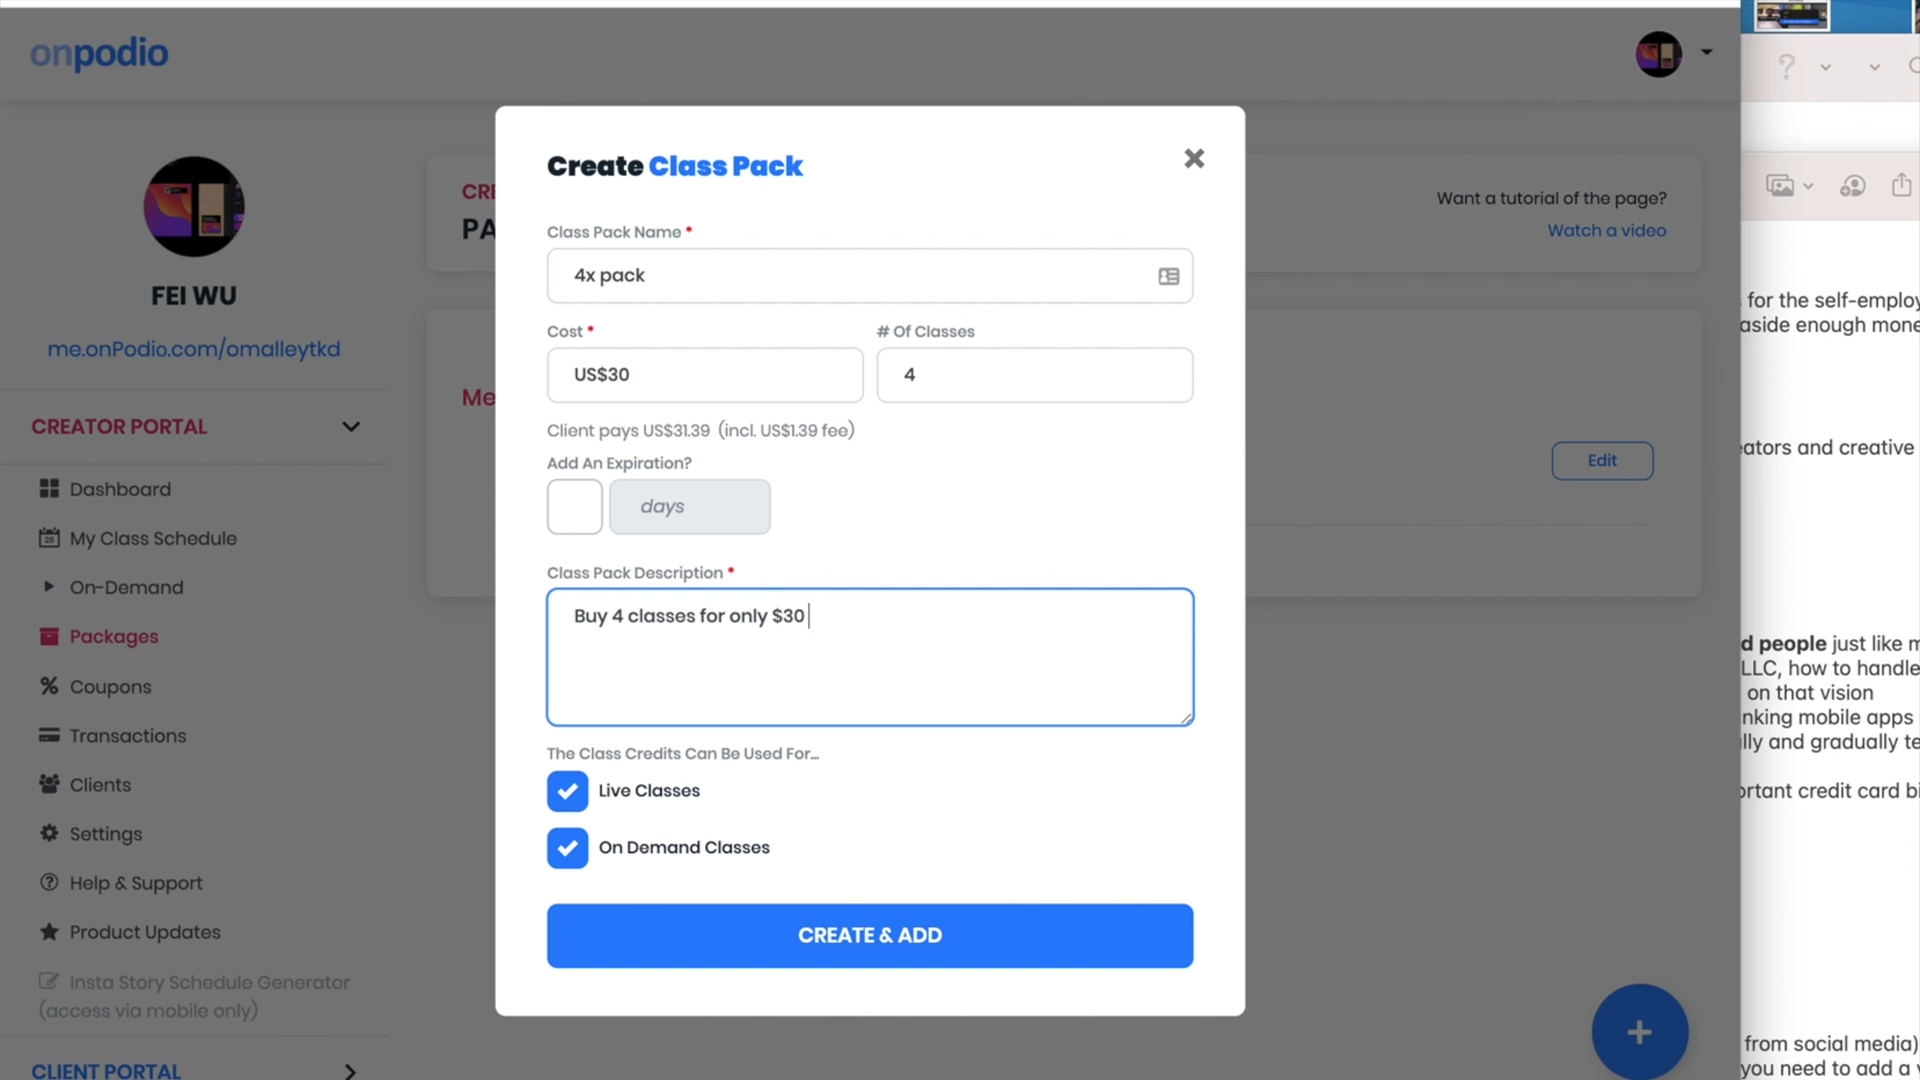 onpodio
FEI WU
me.onPodio.com/omalleytkd
CREATOR PORTAL
Dashboard
25
My Class Schedule
On-Demand
Packages
Coupons
Transactions
Clients
Settings
Help & Support
Product Updates
Insta Story Schedule Generator
(access via mobile only)
CLIENT PORTAL
CRE
PA
Want a tutorial of the page?
Watch a video
Me
Edit
Create Class Pack
Class Pack Name *
4x pack
Cost *
# Of Classes
US$30
4
Client pays US$31.39 (incl. US$1.39 fee)
Add An Expiration?
days
Class Pack Description *
Buy 4 classes for only $30
The Class Credits Can Be Used For...
Live Classes
On Demand Classes
CREATE & ADD
for the self-employ
aside enough mone
ators and creative
d people just like m
LLC, how to handle
on that vision
nking mobile apps
lly and gradually te
ortant credit card bi
from social media)
you need to add a